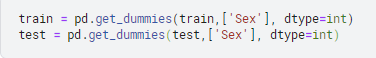 train = pd.get_dummies(train,['Sex'], dtype=int)
test = pd.get_dummies(test,['Sex'], dtype=int)